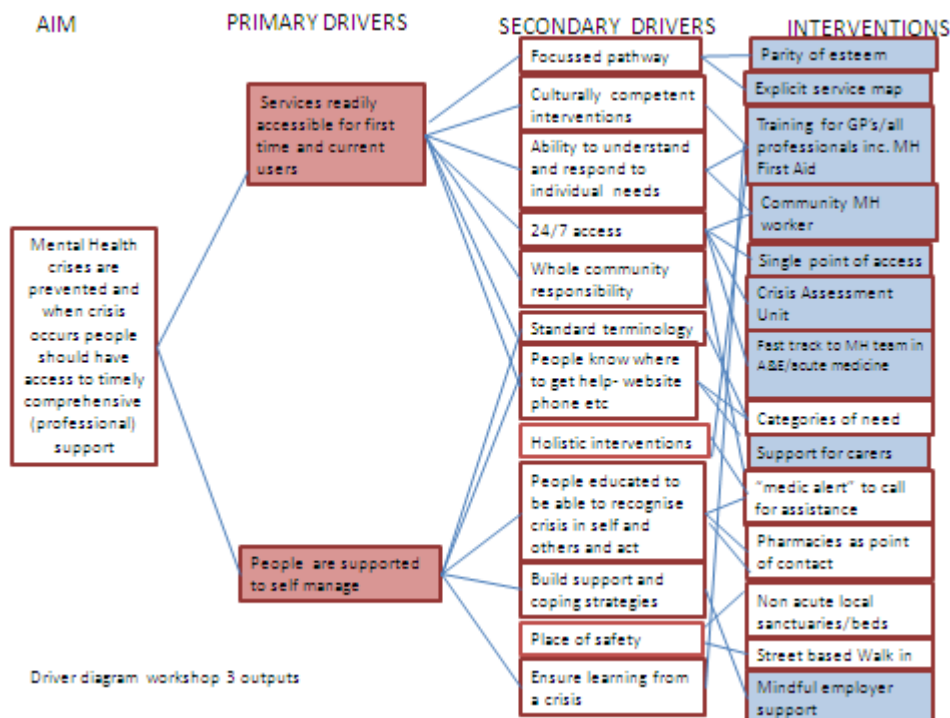 AIM
PRIMARY DRIVERS
SECONDARY DRIVERS
INTERVENTIONS
Mental Health
crises are
prevented and
when crisis
occurs people
should have
access to timely
comprehensive
(professional)
support
Services readily
accessible for first
time and current
users
People are supported
to self manage
Focussed pathway
Culturally competent
interventions
Ability to understand
and respond to
individual needs
24/7 access
Whole community
responsibility
Standard terminology
People know where
to get help- website
phone etc
Holistic interventions
People educated to
be able to recognise
crisis in self and
others and act
Build support and
coping strategies
Place of safety
Ensure learning from
a crisis
Parity of esteem
Explicit service map
Training for GP's/all
professionals inc. MH
First Aid
Community MH
worker
Single point of access
Crisis Assessment
Unit
Fast track to MH team in
A&E/acute medicine
Categories of need
Support for carers
"medic alert" to call
for assistance
Pharmacies as point
of contact
Non acute local
sanctuaries/beds
Street based Walk in
Mindful employer
support
Driver diagram workshop 3 outputs